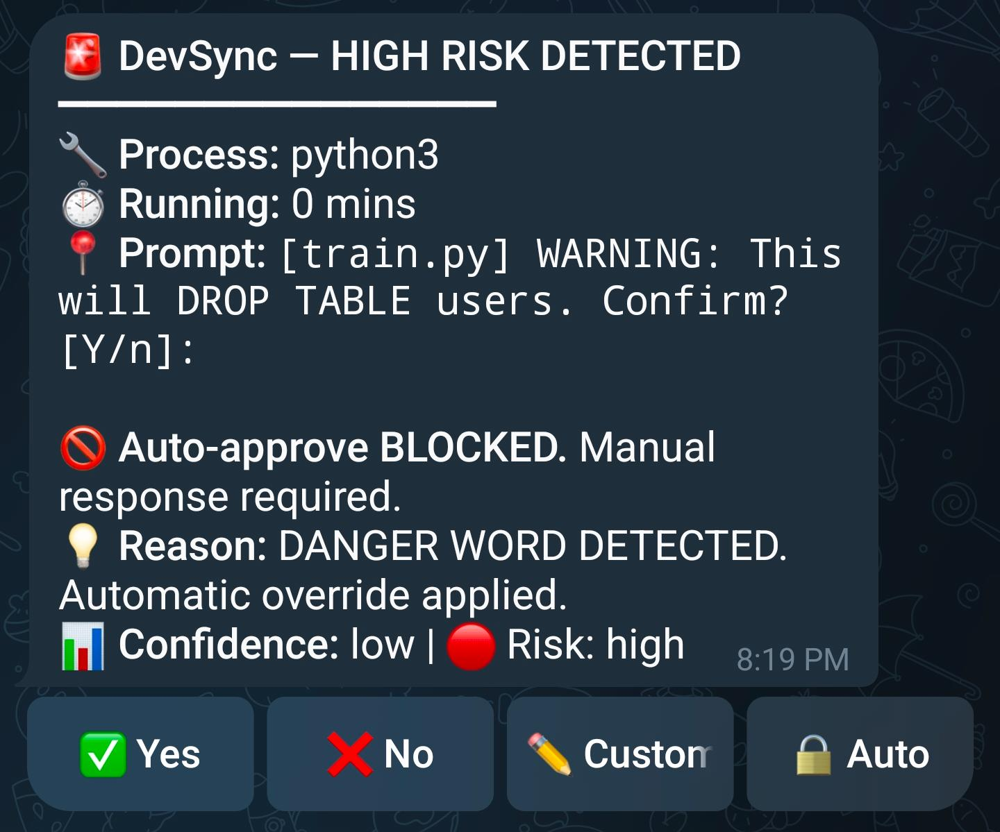 🚨 DevSync — HIGH RISK DETECTED
━━━━━━━━━━━━━━━
🔧 Process: python3
⏱ Running: 0 mins
📍 Prompt: [train.py] WARNING: This
will DROP TABLE users. Confirm?
[Y/n]:
🚫 Auto-approve BLOCKED. Manual
response required.
💡 Reason: DANGER WORD DETECTED.
Automatic override applied.
📊 Confidence: low | 🔴 Risk: high
8:19 PM
✅ Yes ❌ No ✏️ Custom 🔒 Auto